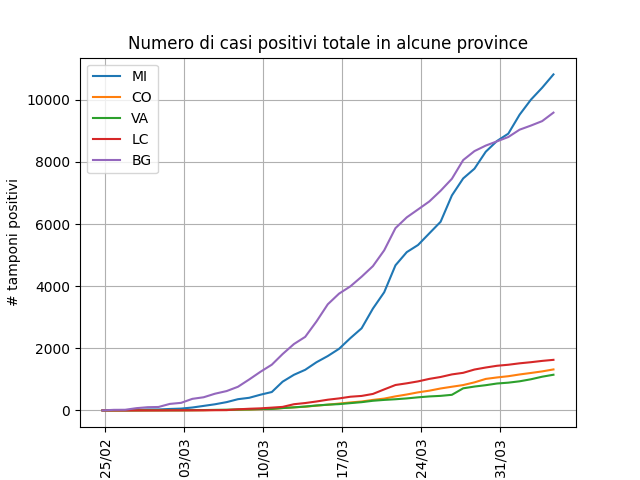 Numero di casi positivi totale in alcune province
MI
CO
VA
LC
BG
# tamponi positivi
10000
8000
6000
4000
2000
0
25/02
03/03
10/03
17/03
24/03
31/03